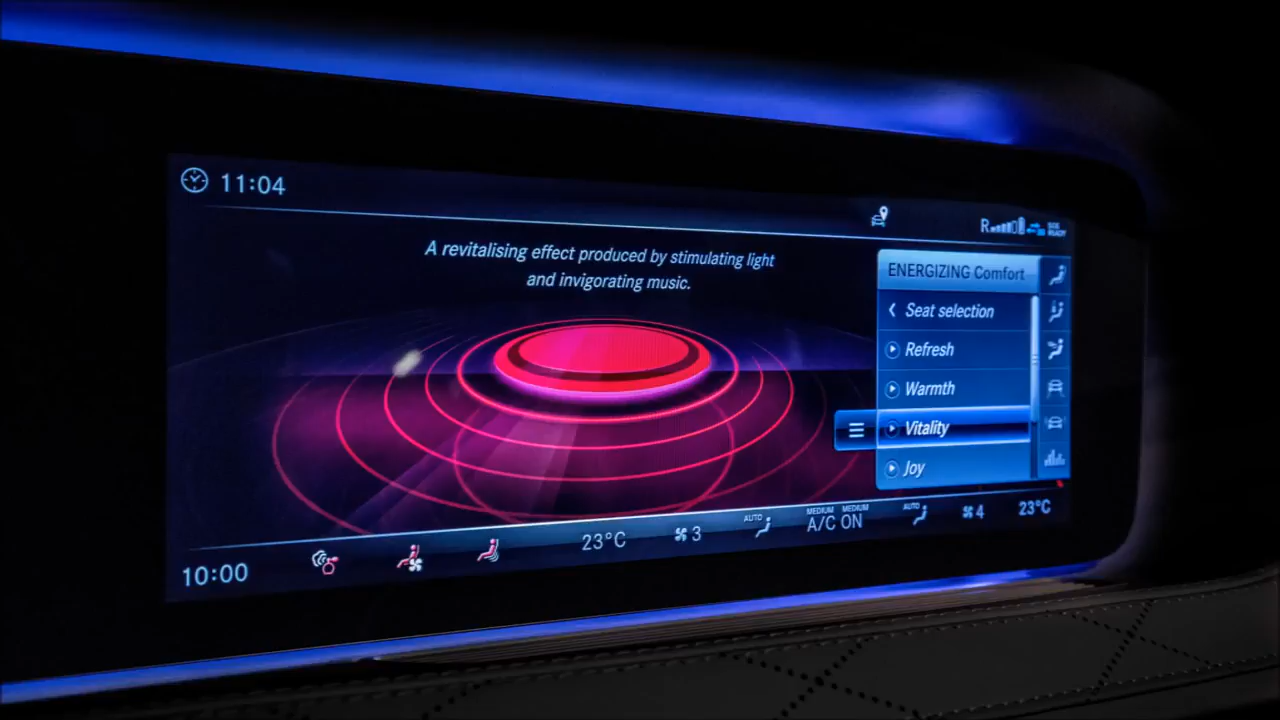 11:04
R
A revitalising effect produced by stimulating light
and invigorating music.
ENERGIZING Comfort
Seat selection
Refresh
Warmth
Vitality
Joy
10:00
23°C
3
AUTO
MEDIUM MEDIUM
A/C ON
AUTO
4
23°C